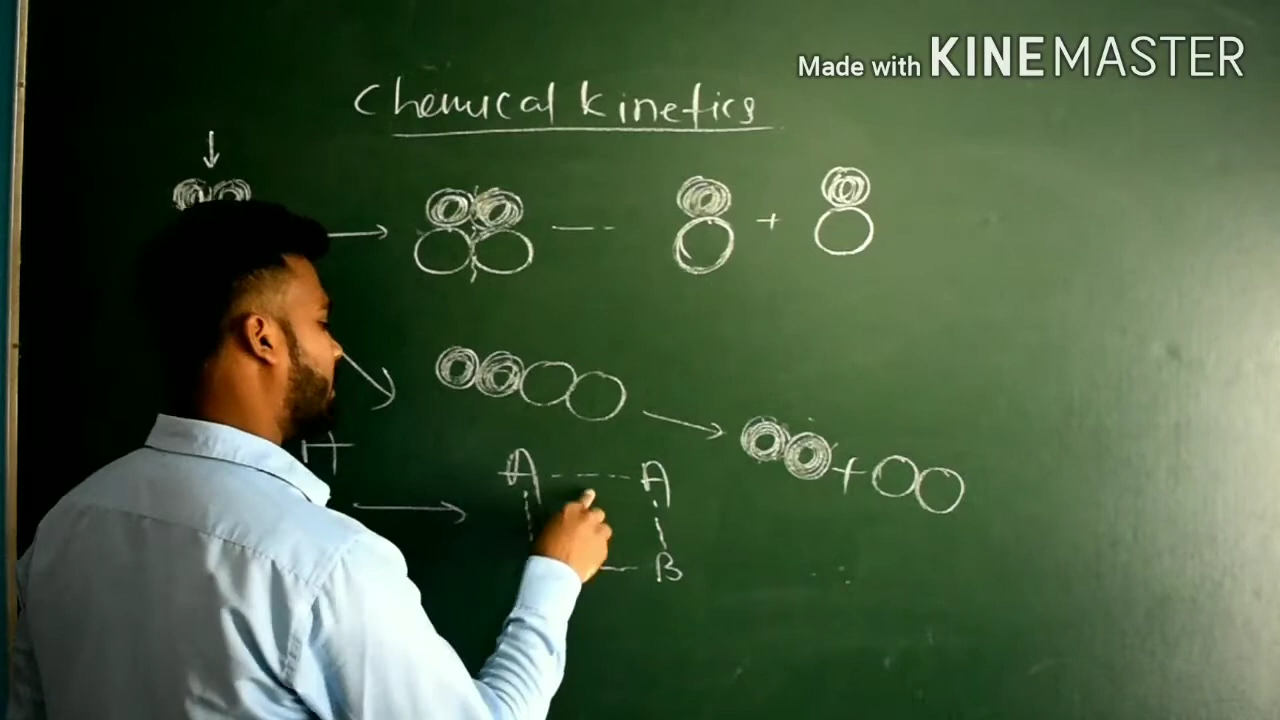 Made with KINEMASTER
Chemical kinetics
+
+
A
A --- A
B